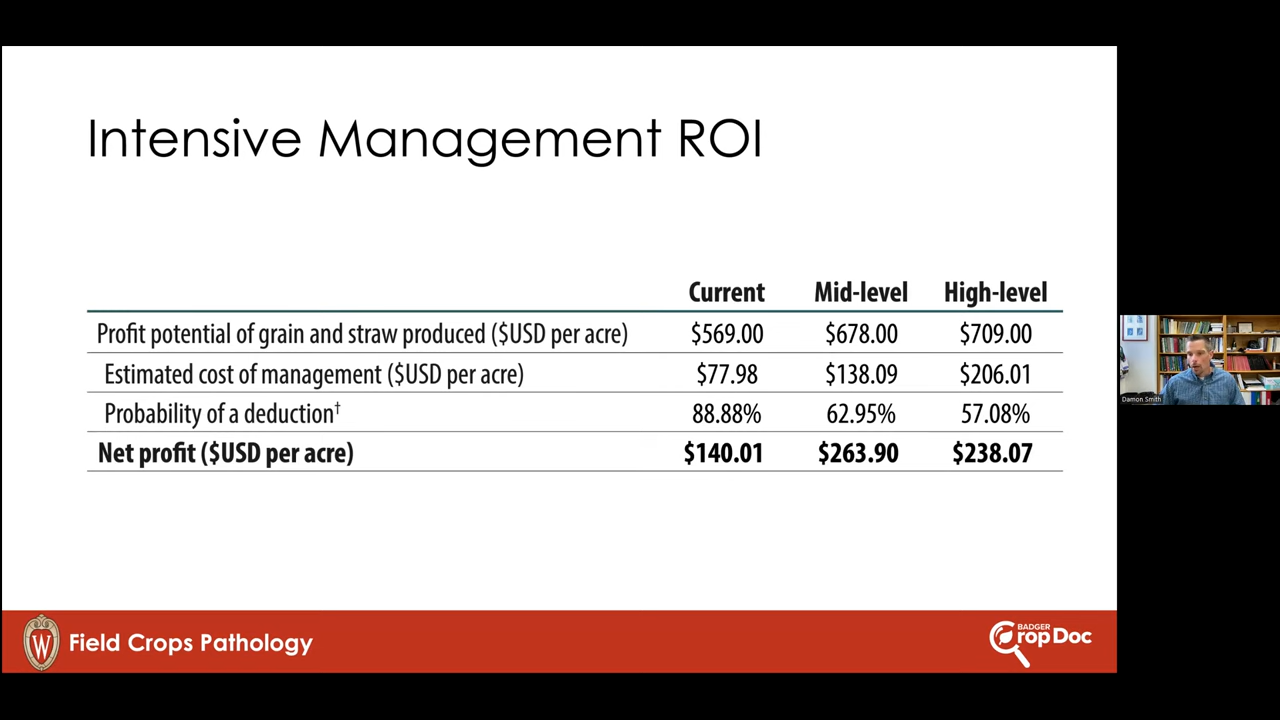 Intensive Management ROI
Current Mid-level High-level
Profit potential of grain and straw produced ($USD per acre) $569.00 $678.00 $709.00
Estimated cost of management ($USD per acre) $77.98 $138.09 $206.01
Probability of a deduction† 88.88% 62.95% 57.08%
Net profit ($USD per acre) $140.01 $263.90 $238.07
Damon Smith
W Field Crops Pathology
BADGER
CropDoc